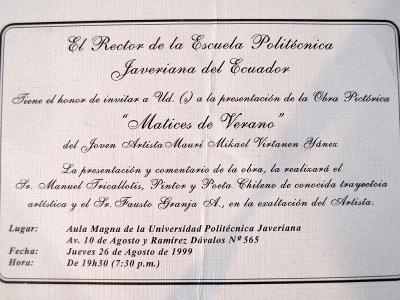 El Rector de la Escuela Politécnica
Javeriana del Ecuador
Tiene el honor de invitar a Ud. (s) a la presentación de la Obra Pictórica
"Matices de Verano"
del Joven Artista Mauri Mikael Virtanen Yánez
La presentación y comentario de la obra, la realizará el
Sr. Manuel Tricallotis, Pintor y Poeta Chileno de conocida trayectoia
artística y el Sr. Fausto Granja A., en la exaltación del Artista.
Lugar: Aula Magna de la Universidad Politécnica Javeriana
Av. 10 de Agosto y Ramírez Dávalos Nº 565
Fecha: Jueves 26 de Agosto de 1999
Hora: De 19h30 (7:30 p.m.)